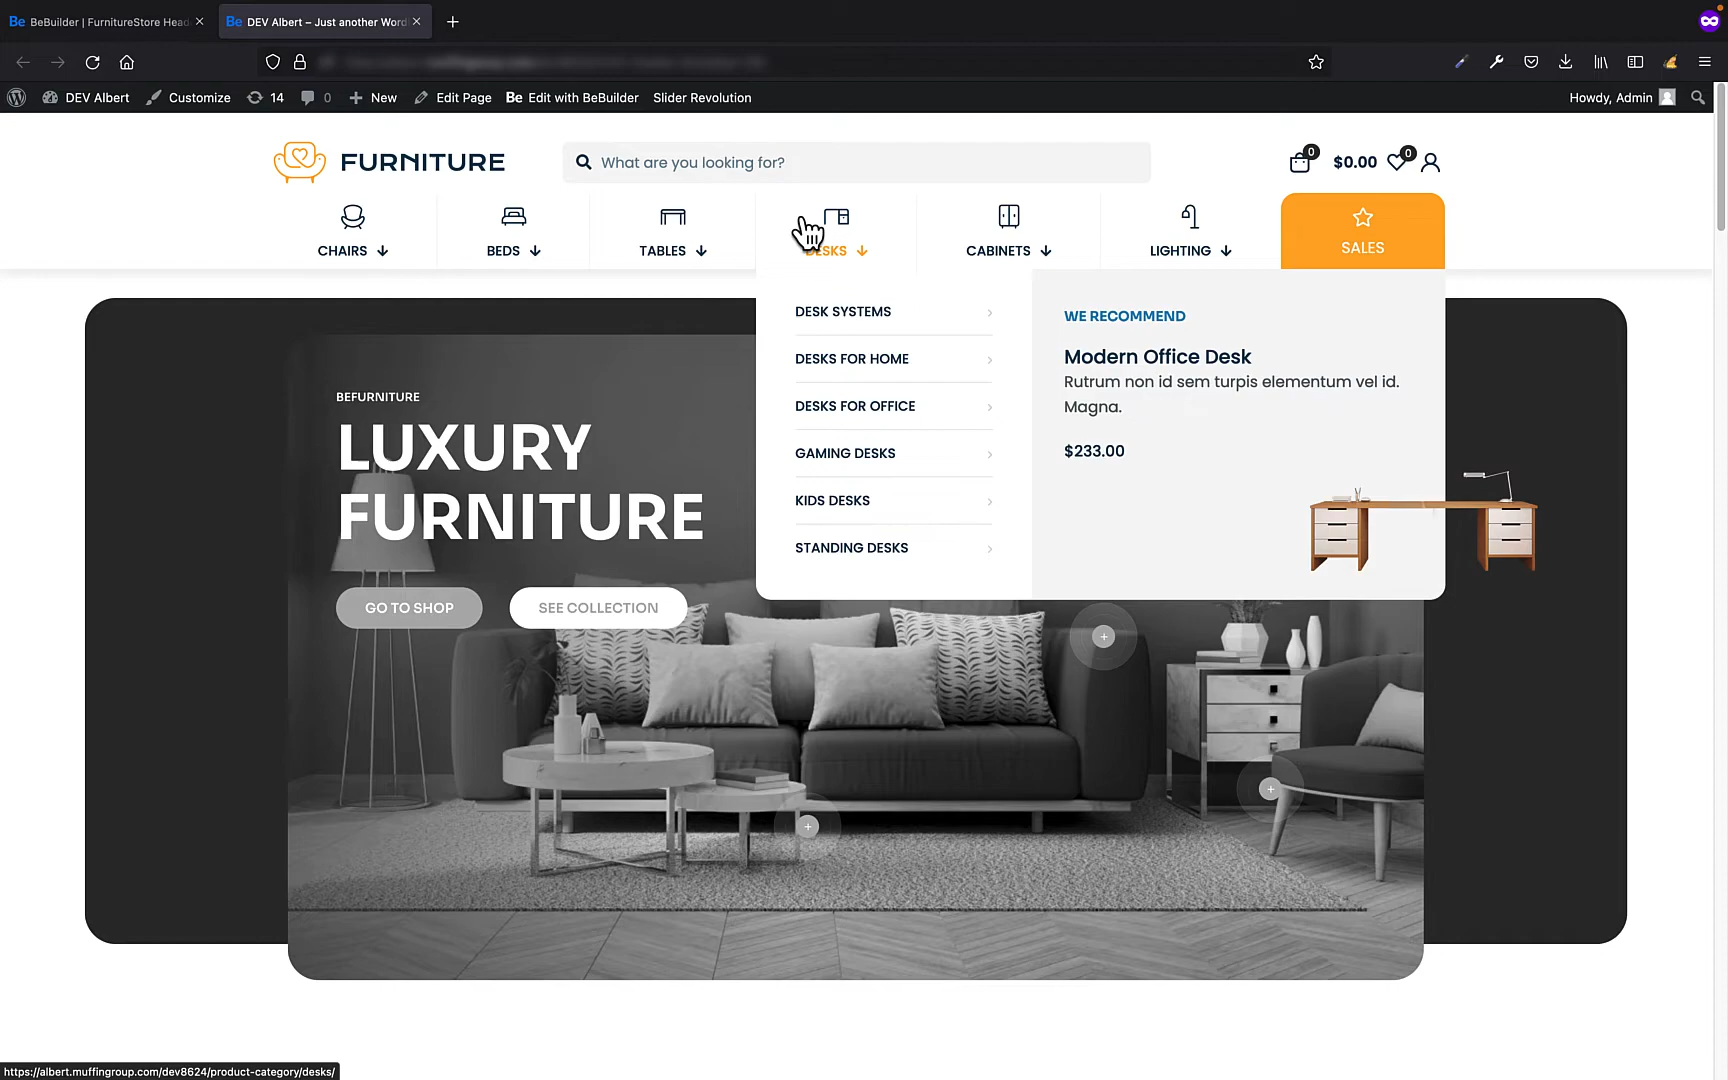 Be BeBuilder | FurnitureStore Head
Be DEV Albert – Just another Word
DEV Albert
Customize
14
0
New
Edit Page
Be Edit with BeBuilder
Slider Revolution
Howdy, Admin
FURNITURE
What are you looking for?
0
$0.00
0
CHAIRS
BEDS
TABLES
DESKS
CABINETS
LIGHTING
SALES
DESK SYSTEMS
DESKS FOR HOME
DESKS FOR OFFICE
GAMING DESKS
KIDS DESKS
STANDING DESKS
WE RECOMMEND
Modern Office Desk
Rutrum non id sem turpis elementum vel id.
Magna.
$233.00
BEFURNITURE
LUXURY
FURNITURE
GO TO SHOP
SEE COLLECTION
https://albert.muffingroup.com/dev8624/product-category/desks/